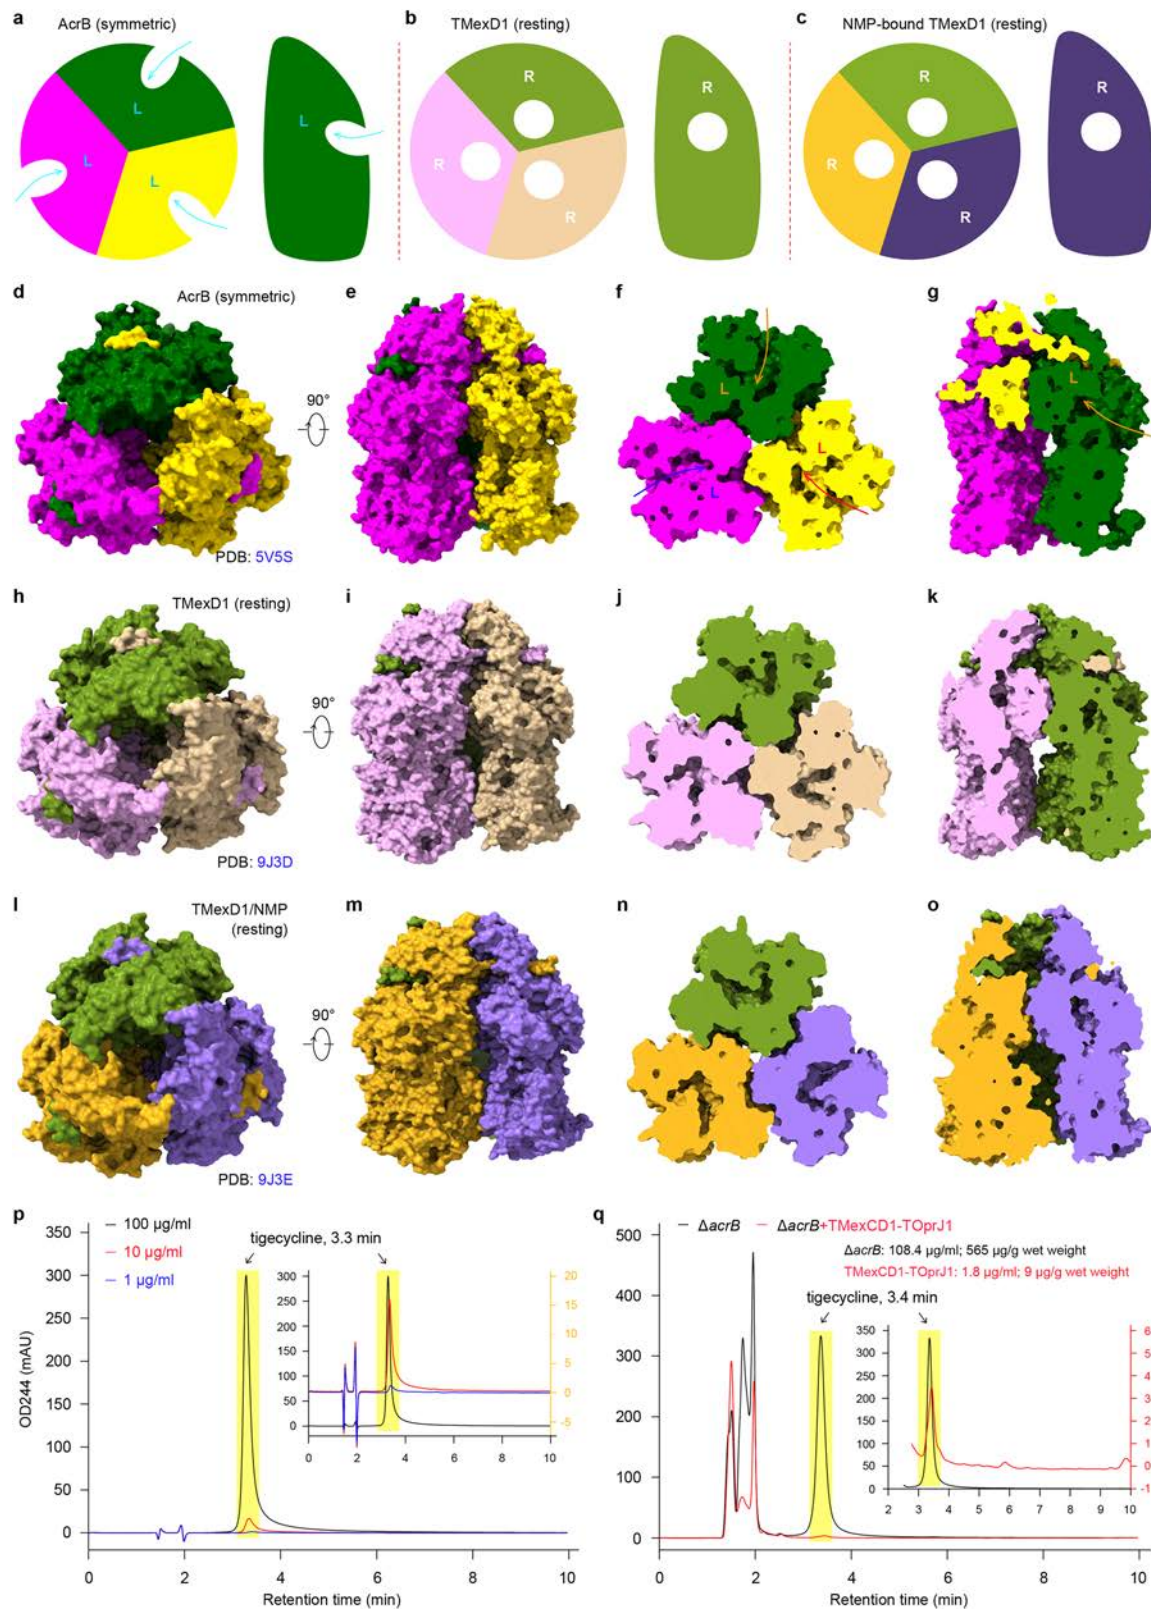 a AcrB (symmetric) b TMexD1 (resting) c NMP-bound TMexD1 (resting)
L
L
L
L
R
R
R
R
R
R
R
R
d AcrB (symmetric) e f g
90°
L
L
L
L
PDB: 5V5S
h TMexD1 (resting) i j k
90°
PDB: 9J3D
l TMexD1/NMP m n o
(resting)
90°
PDB: 9J3E
p
100 µg/ml
10 µg/ml
1 µg/ml
tigecycline, 3.3 min
350
300
250
200
150
100
50
0
OD244 (mAU)
0 2 4 6 8 10
Retention time (min)
300
250
200
150
100
50
0
20
15
10
5
0
-5
0 2 4 6 8 10
q
ΔacrB ΔacrB+TMexCD1-TOprJ1
ΔacrB: 108.4 µg/ml; 565 µg/g wet weight
TMexCD1-TOprJ1: 1.8 µg/ml; 9 µg/g wet weight
tigecycline, 3.4 min
500
400
300
200
100
0
0 2 4 6 8 10
Retention time (min)
350
300
250
200
150
100
50
0
6
5
4
3
2
1
0
-1
2 3 4 5 6 7 8 9 10